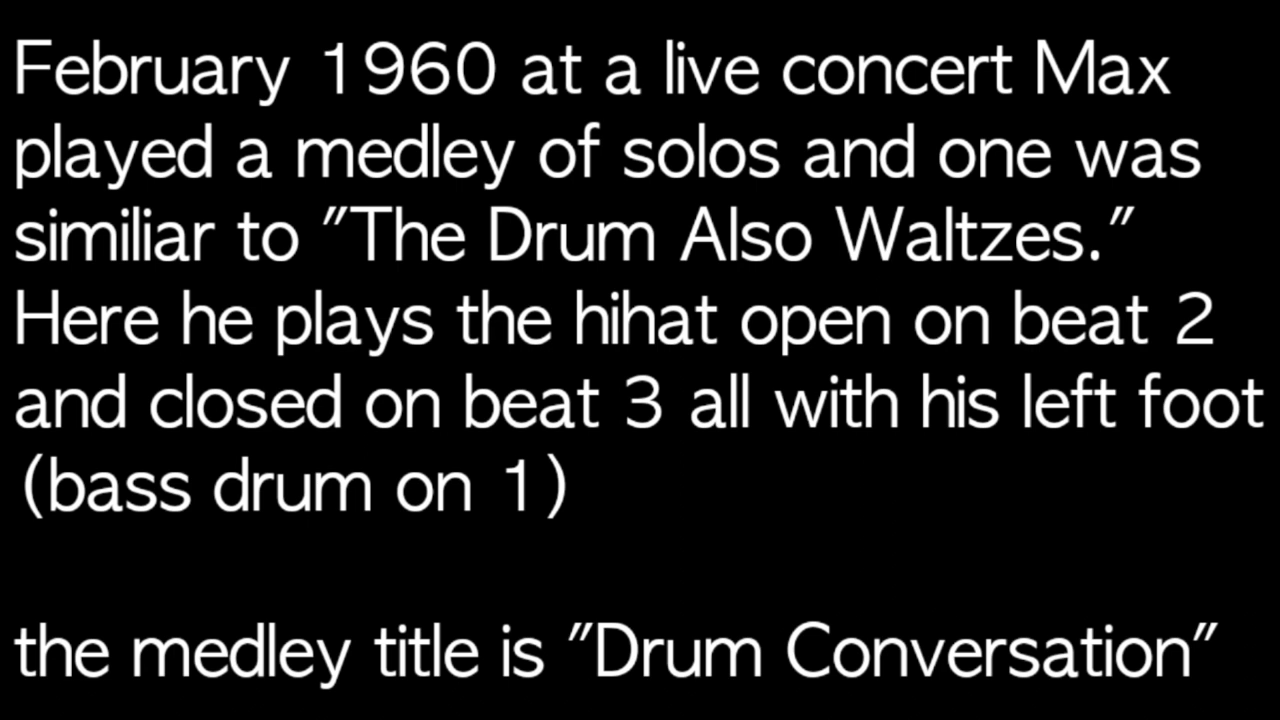 February 1960 at a live concert Max
played a medley of solos and one was
similiar to "The Drum Also Waltzes."
Here he plays the hihat open on beat 2
and closed on beat 3 all with his left foot
(bass drum on 1)
the medley title is "Drum Conversation"